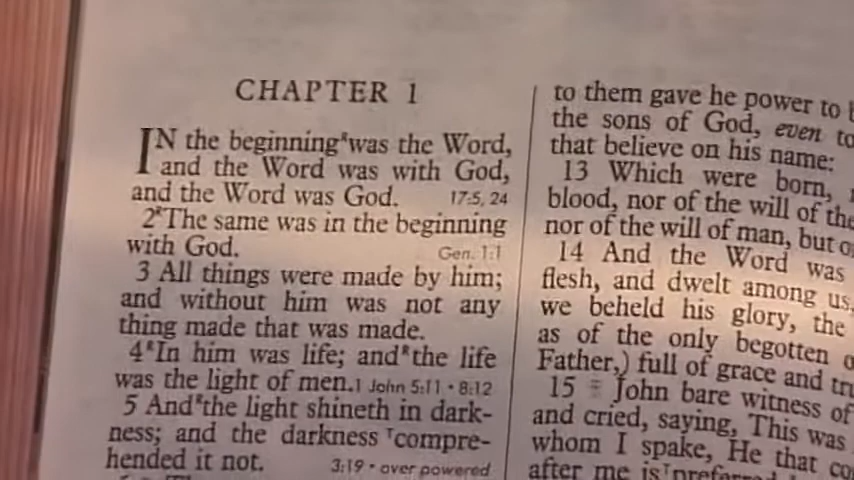 CHAPTER 1
IN the beginning ᴿwas the Word,
and the Word was with God,
and the Word was God. 17:5, 24
2 ᴿThe same was in the beginning
with God. Gen. 1:1
3 All things were made by him;
and without him was not any
thing made that was made.
4 ᴿIn him was life; and ᴿthe life
was the light of men. 1 John 5:11 • 8:12
5 And ᴿthe light shineth in dark-
ness; and the darkness ᵀcompre-
hended it not. 3:19 • over powered
to them gave he power to
the sons of God, even to
that believe on his name:
13 Which were born,
blood, nor of the will of the
nor of the will of man, but
14 And the Word was
flesh, and dwelt among us,
we beheld his glory, the
as of the only begotten
Father,) full of grace and
15 John bare witness of
and cried, saying, This was
whom I spake, He that
after me is ᵀpreferred